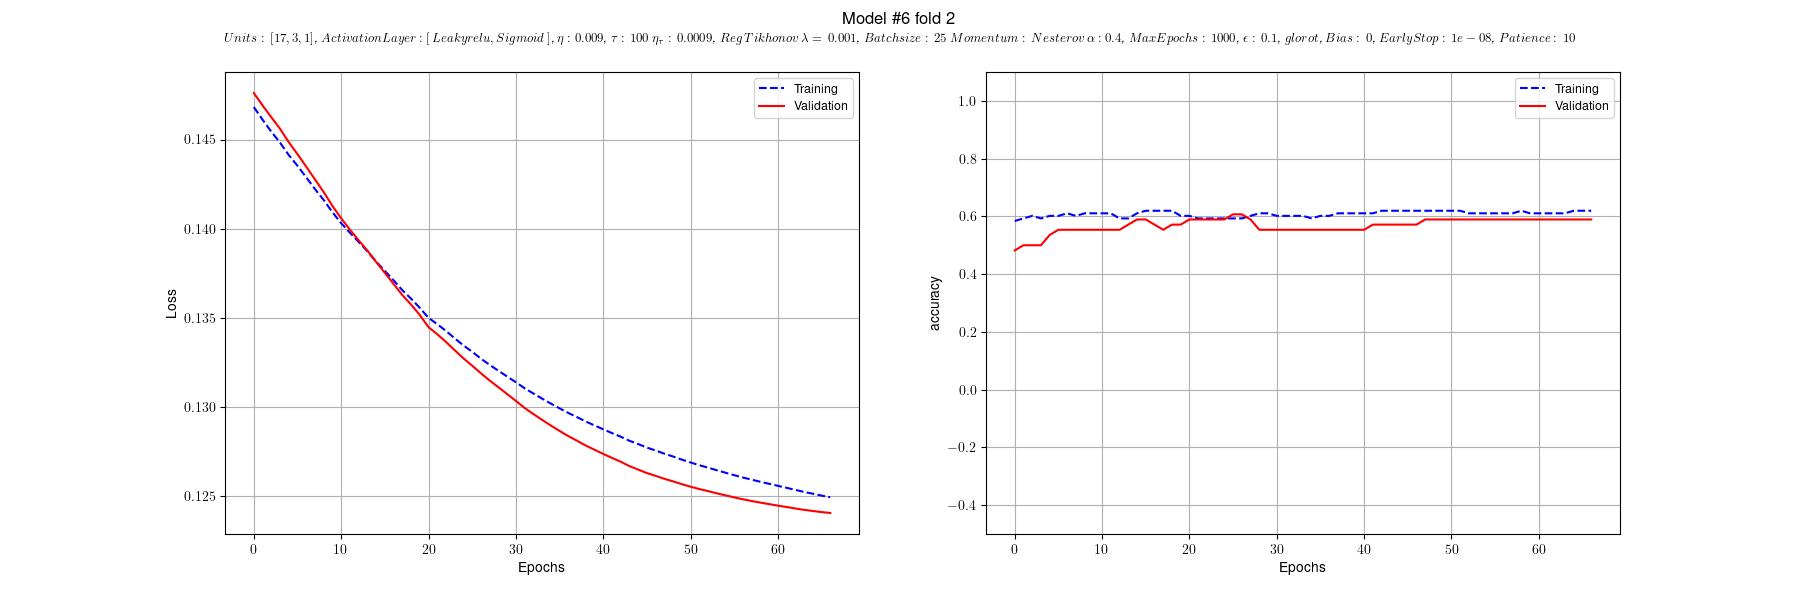 Model #6 fold 2
Units : [17, 3, 1], ActivationLayer : [ Leakyrelu, Sigmoid ], η : 0.009, τ : 100 η_τ : 0.0009, RegTikhonov λ = 0.001, Batchsize : 25 Momentum : Nesterov α : 0.4, MaxEpochs : 1000, ϵ : 0.1, glorot, Bias : 0, EarlyStop : 1e − 08, Patience : 10
Training
Validation
0.145
0.140
0.135
0.130
0.125
Loss
0
10
20
30
40
50
60
Epochs
Training
Validation
1.0
0.8
0.6
0.4
0.2
0.0
−0.2
−0.4
accuracy
0
10
20
30
40
50
60
Epochs